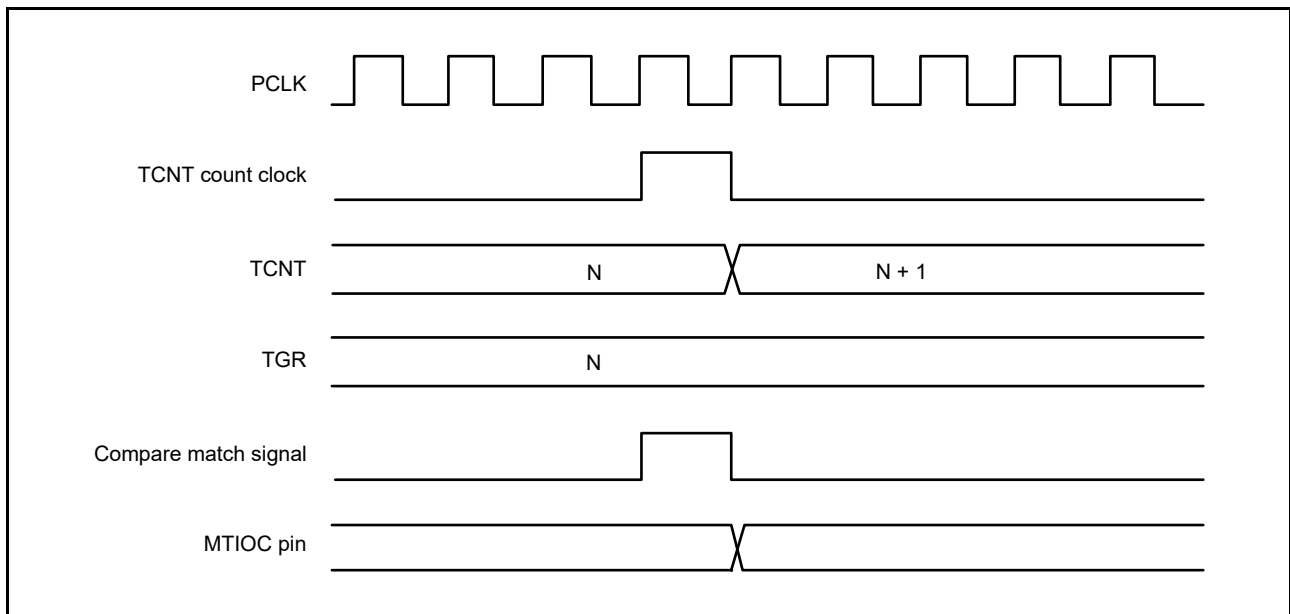 PCLK
TCNT count clock
TCNT
N
N + 1
TGR
N
Compare match signal
MTIOC pin